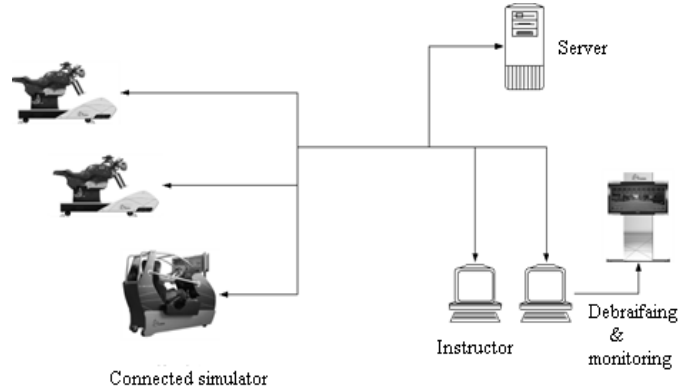 Server
Debraifaing
&
monitoring
Instructor
Connected simulator